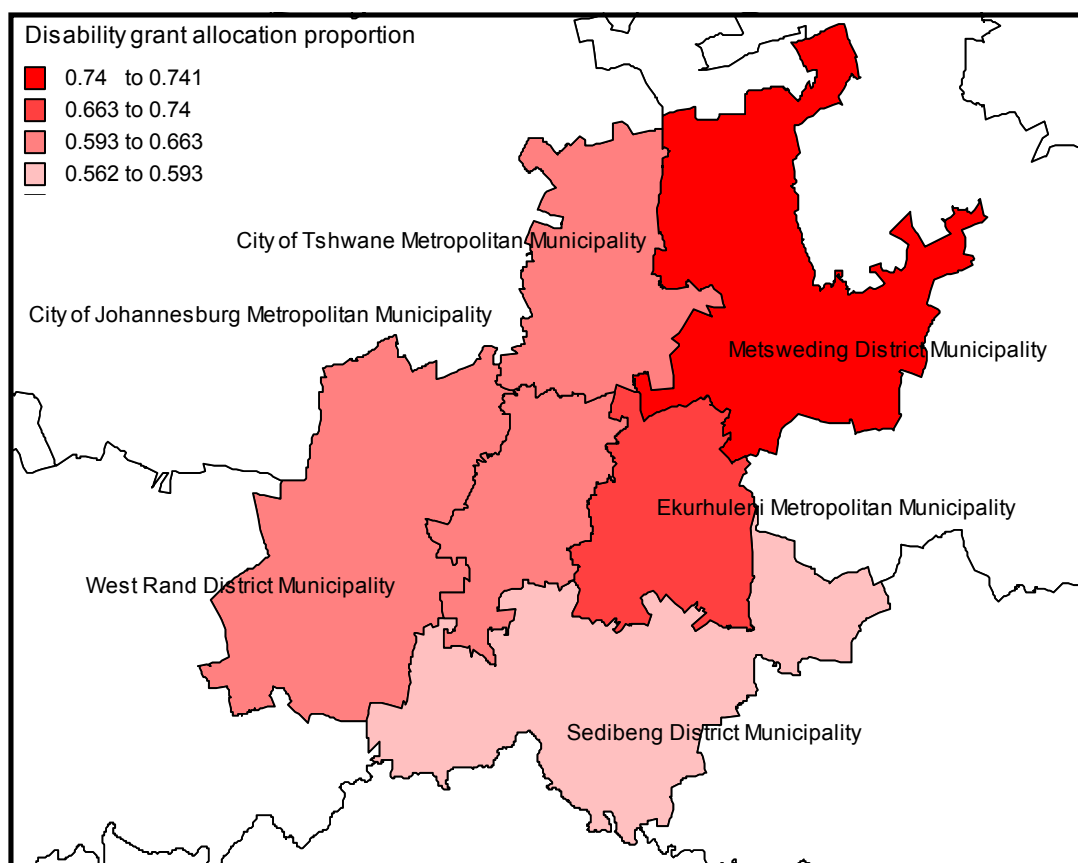 Disability grant allocation proportion
0.74 to 0.741
0.663 to 0.74
0.593 to 0.663
0.562 to 0.593
City of Tshwane Metropolitan Municipality
City of Johannesburg Metropolitan Municipality
Metsweding District Municipality
Ekurhuleni Metropolitan Municipality
West Rand District Municipality
Sedibeng District Municipality